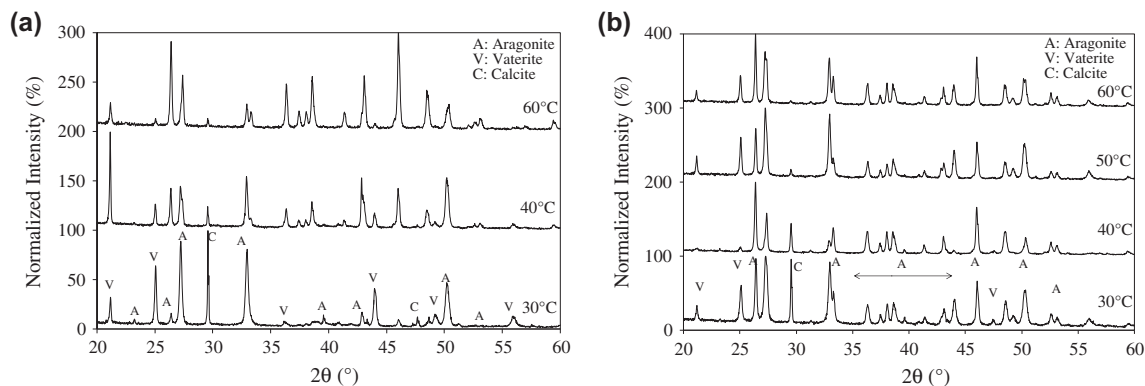 (a)
Normalized Intensity (%)
300
250
200
150
100
50
0
A: Aragonite
V: Vaterite
C: Calcite
60°C
40°C
30°C
V A V A A C A V A A C V A A V
20 25 30 35 40 45 50 55 60
2θ (°)
(b)
Normalized Intensity (%)
400
300
200
100
0
A: Aragonite
V: Vaterite
C: Calcite
60°C
50°C
40°C
30°C
V V A C A A A V A A
20 25 30 35 40 45 50 55 60
2θ (°)